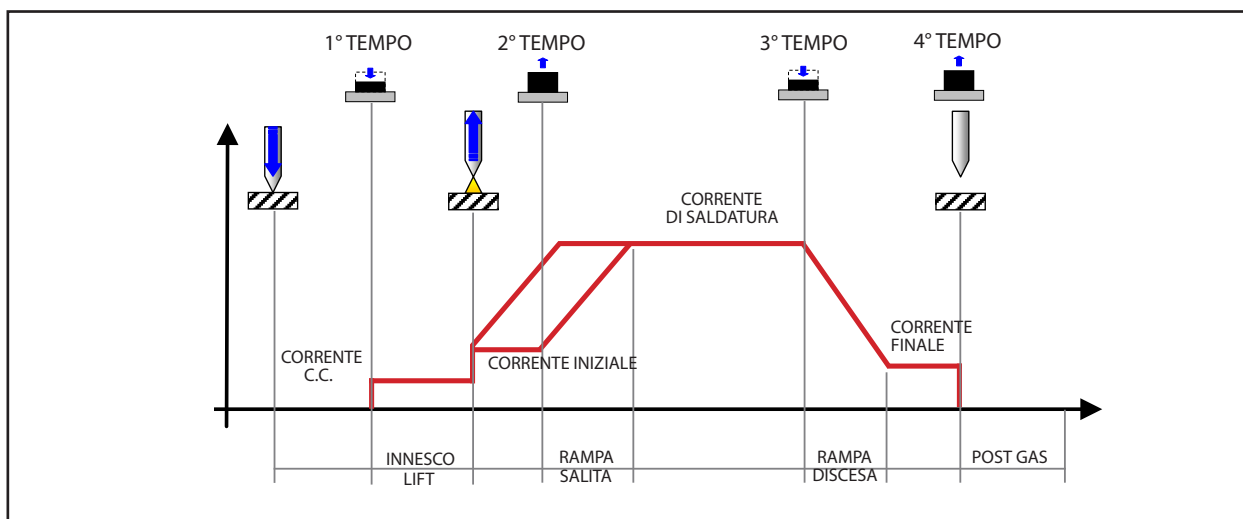 1° TEMPO
2° TEMPO
3° TEMPO
4° TEMPO
CORRENTE
DI SALDATURA
CORRENTE
FINALE
CORRENTE
C.C.
CORRENTE INIZIALE
INNESCO
LIFT
RAMPA
SALITA
RAMPA
DISCESA
POST GAS